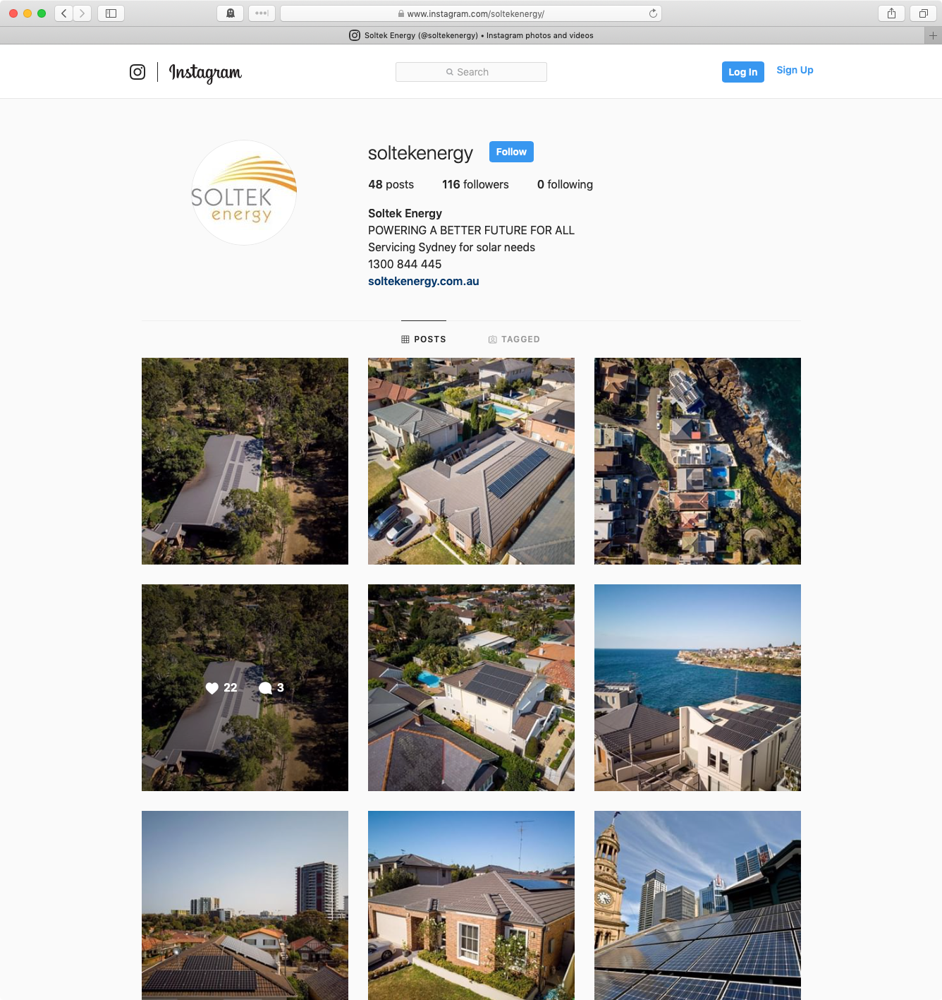 www.instagram.com/soltekenergy/
Soltek Energy (@soltekenergy) • Instagram photos and videos
Instagram
Search
Log In
Sign Up
SOLTEK
energy
soltekenergy
Follow
48 posts 116 followers 0 following
Soltek Energy
POWERING A BETTER FUTURE FOR ALL
Servicing Sydney for solar needs
1300 844 445
soltekenergy.com.au
POSTS
TAGGED
22 3